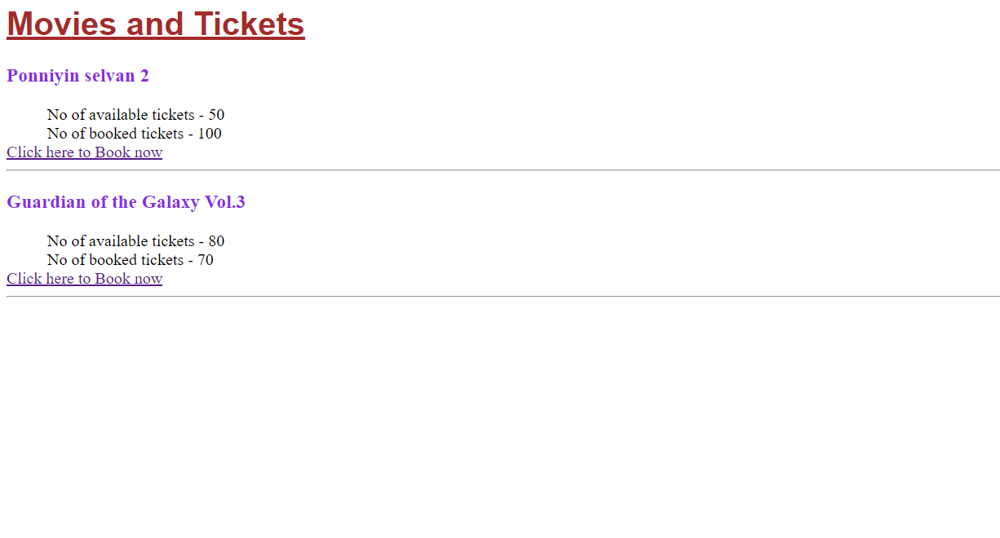 Movies and Tickets
Ponniyin selvan 2
No of available tickets - 50
No of booked tickets - 100
Click here to Book now
Guardian of the Galaxy Vol.3
No of available tickets - 80
No of booked tickets - 70
Click here to Book now